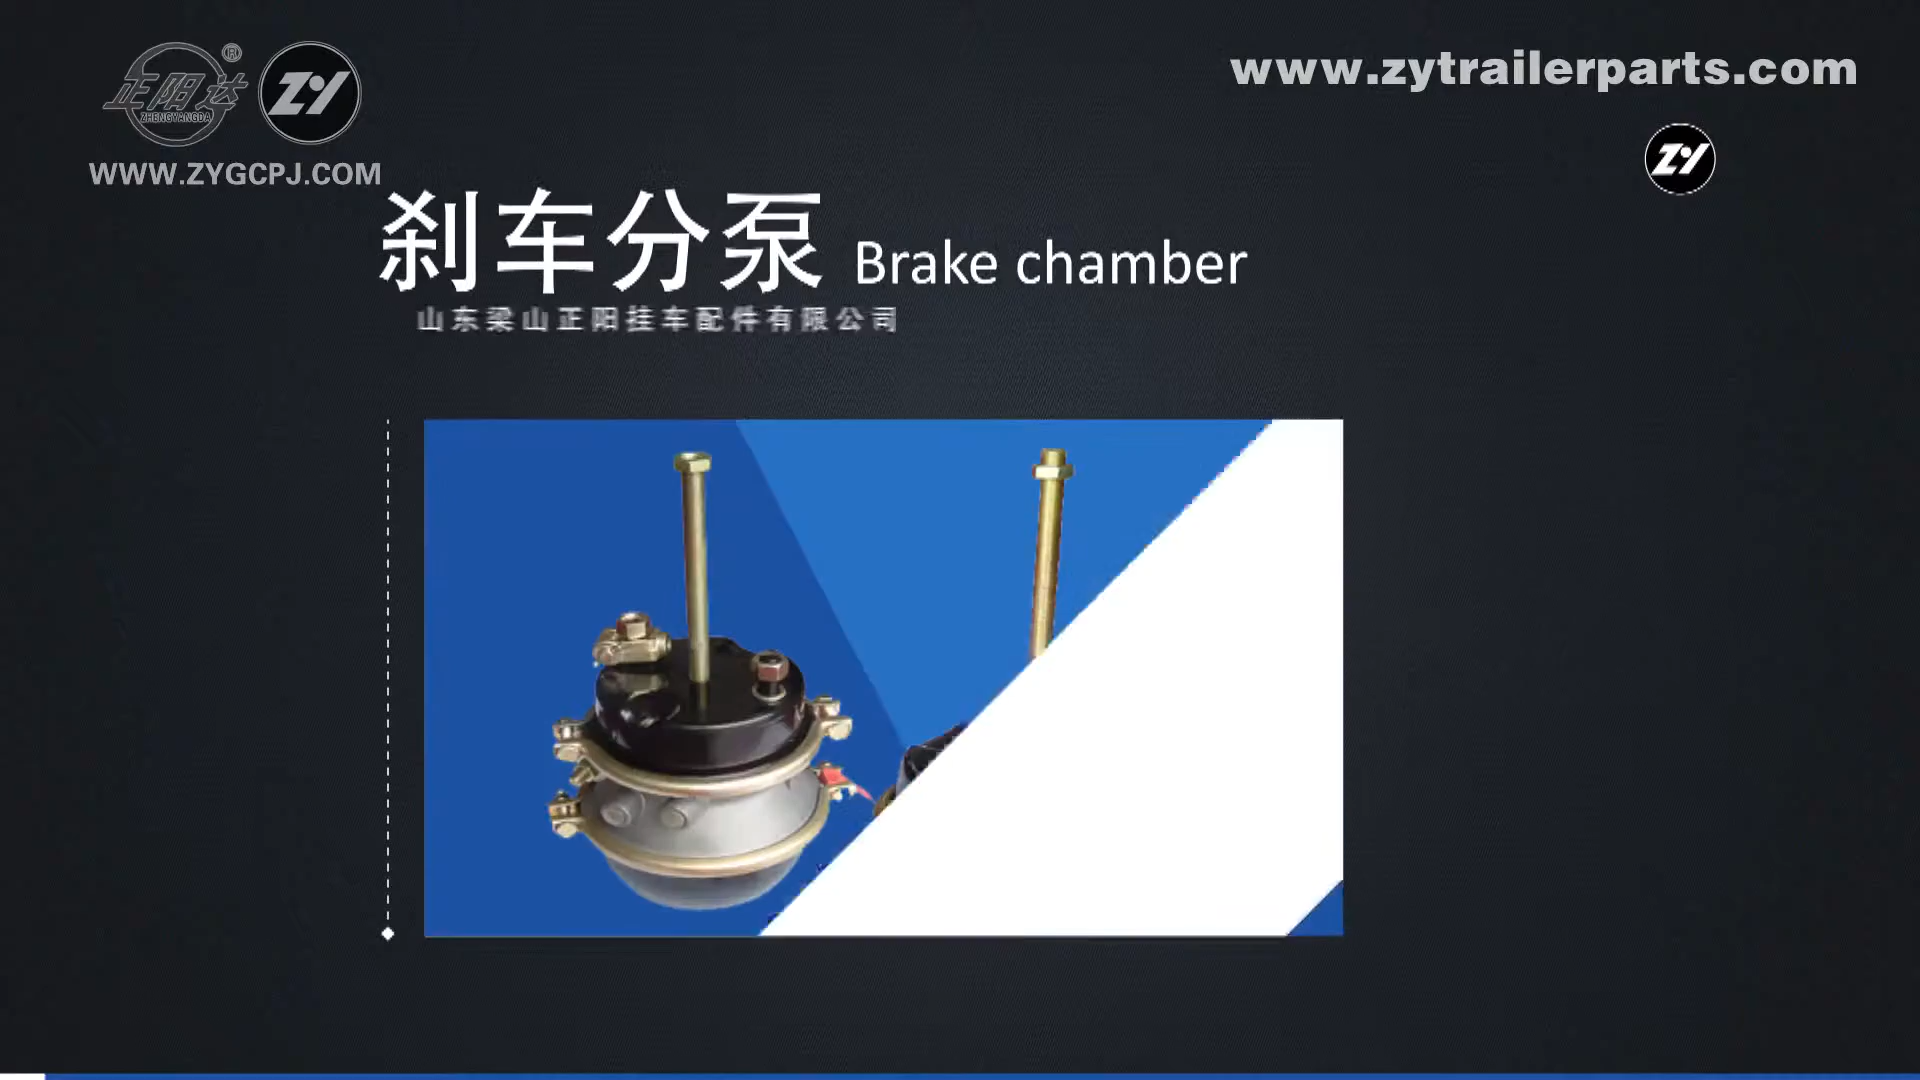 正阳达®
ZHENGYANGDA
ZY
WWW.ZYGCPJ.COM
www.zytrailerparts.com
ZY
刹车分泵 Brake chamber
山东梁山正阳挂车配件有限公司